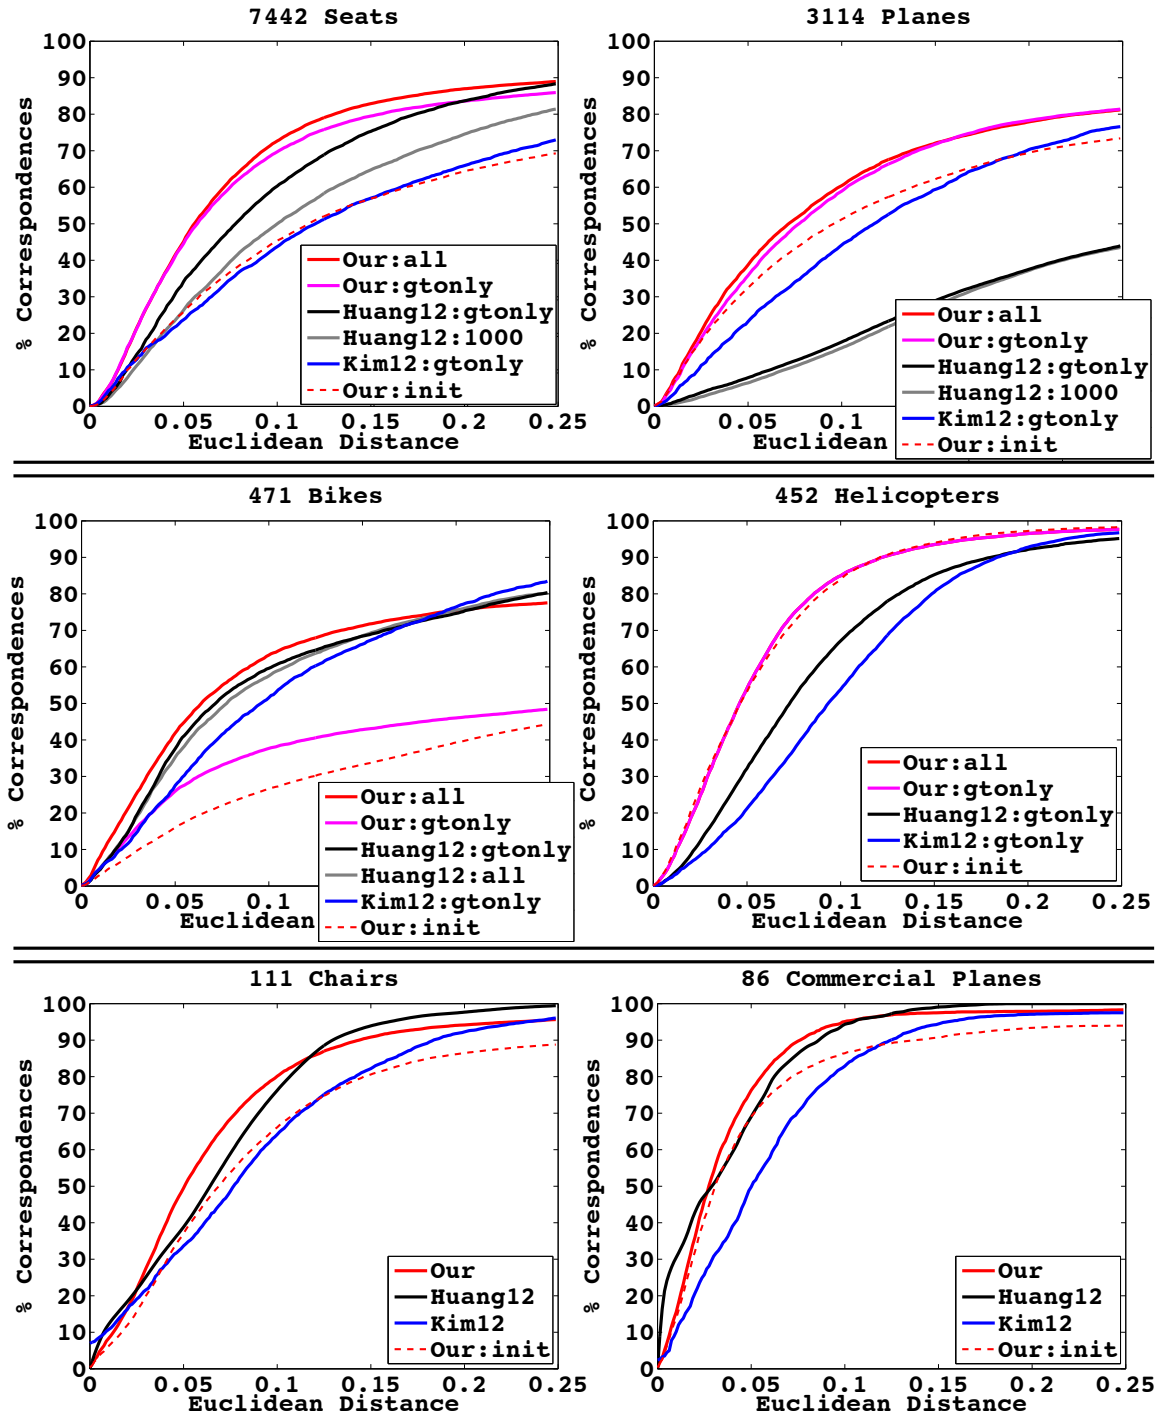 7442 Seats
% Correspondences
100
90
80
70
60
50
40
30
20
10
0
0 0.05 0.1 0.15 0.2 0.25
Euclidean Distance
Our:all
Our:gtonly
Huang12:gtonly
Huang12:1000
Kim12:gtonly
Our:init
3114 Planes
% Correspondences
100
90
80
70
60
50
40
30
20
10
0
0 0.05 0.1
Euclidean
Our:all
Our:gtonly
Huang12:gtonly
Huang12:1000
Kim12:gtonly
Our:init
471 Bikes
% Correspondences
100
90
80
70
60
50
40
30
20
10
0
0 0.05 0.1
Euclidean
Our:all
Our:gtonly
Huang12:gtonly
Huang12:all
Kim12:gtonly
Our:init
452 Helicopters
% Correspondences
100
90
80
70
60
50
40
30
20
10
0
0 0.05 0.1 0.15 0.2 0.25
Euclidean Distance
Our:all
Our:gtonly
Huang12:gtonly
Kim12:gtonly
Our:init
111 Chairs
% Correspondences
100
90
80
70
60
50
40
30
20
10
0
0 0.05 0.1 0.15 0.2 0.25
Euclidean Distance
Our
Huang12
Kim12
Our:init
86 Commercial Planes
% Correspondences
100
90
80
70
60
50
40
30
20
10
0
0 0.05 0.1 0.15 0.2 0.25
Euclidean Distance
Our
Huang12
Kim12
Our:init